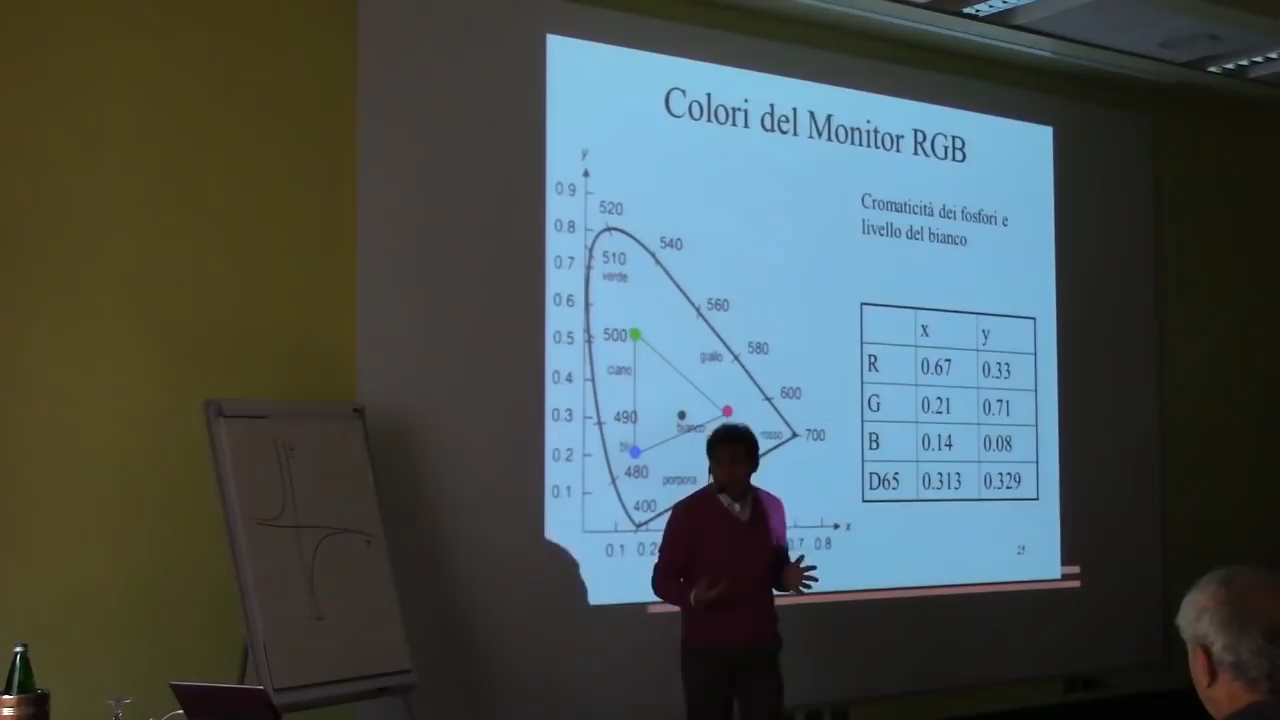 Colori del Monitor RGB
Cromaticità dei fosfori e
livello del bianco
y
0.9
0.8
0.7
0.6
0.5
0.4
0.3
0.2
0.1
520
540
510
verde
560
500
580
giallo
ciano
600
490
bianco
rosso
700
480
porpora
400
x
0.1
0.7
0.8
x y
R 0.67 0.33
G 0.21 0.71
B 0.14 0.08
D65 0.313 0.329
25